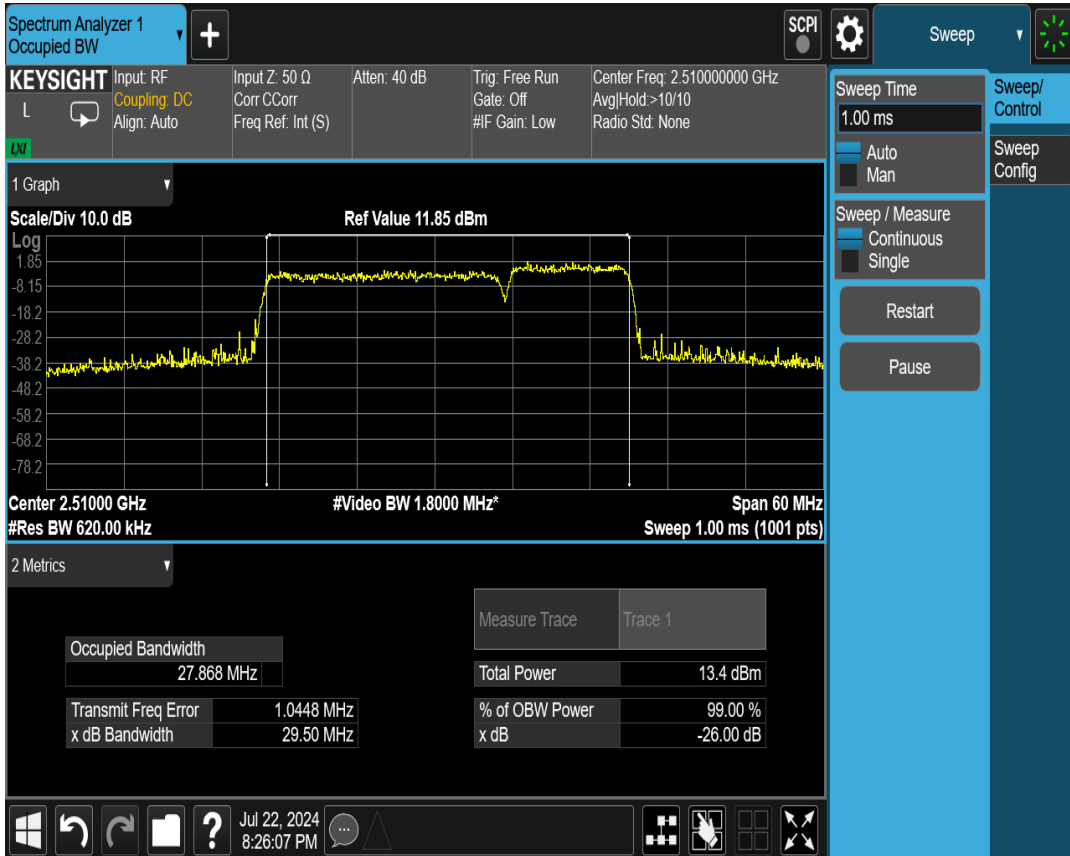 Spectrum Analyzer 1
Occupied BW
SCPI
Sweep
KEYSIGHT
L
LXI
Input: RF
Coupling: DC
Align: Auto
Input Z: 50 Ω
Corr CCorr
Freq Ref: Int (S)
Atten: 40 dB
Trig: Free Run
Gate: Off
#IF Gain: Low
Center Freq: 2.510000000 GHz
Avg|Hold:>10/10
Radio Std: None
Sweep Time
1.00 ms
Auto
Man
Sweep / Measure
Continuous
Single
Restart
Pause
Sweep/
Control
Sweep
Config
1 Graph
Scale/Div 10.0 dB
Ref Value 11.85 dBm
Log
1.85
-8.15
-18.2
-28.2
-38.2
-48.2
-58.2
-68.2
-78.2
Center 2.51000 GHz
#Video BW 1.8000 MHz*
Span 60 MHz
#Res BW 620.00 kHz
Sweep 1.00 ms (1001 pts)
2 Metrics
Measure Trace
Trace 1
Occupied Bandwidth
27.868 MHz
Total Power
13.4 dBm
Transmit Freq Error
1.0448 MHz
% of OBW Power
99.00 %
x dB Bandwidth
29.50 MHz
x dB
-26.00 dB
?
Jul 22, 2024
8:26:07 PM